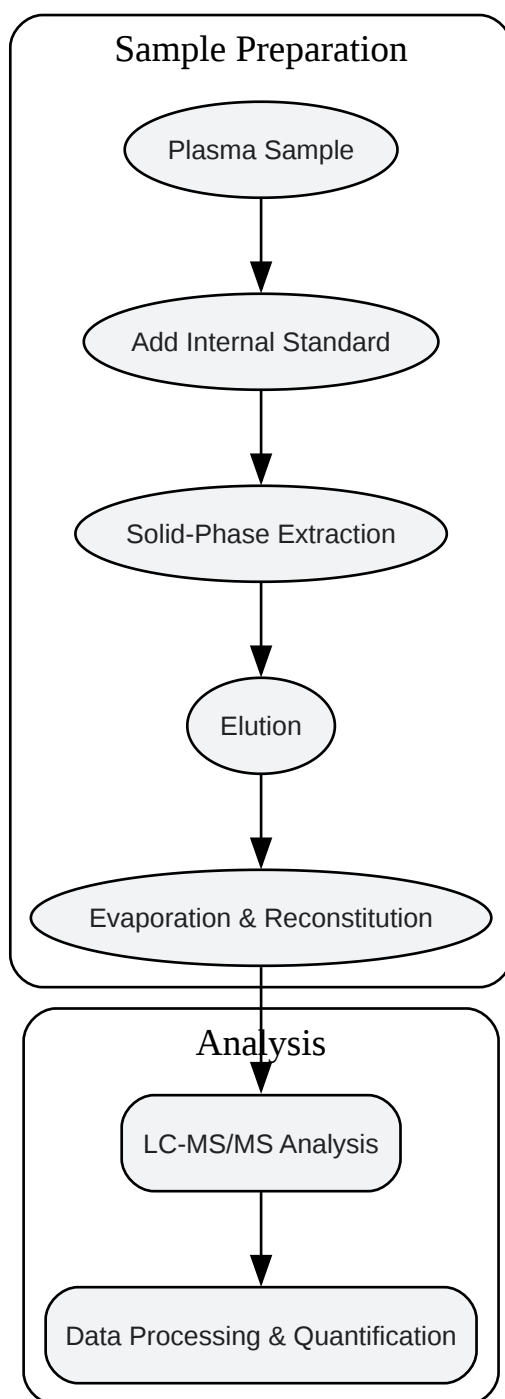 Sample Preparation
Plasma Sample
Add Internal Standard
Solid-Phase Extraction
Elution
Evaporation & Reconstitution
Analysis
LC-MS/MS Analysis
Data Processing & Quantification